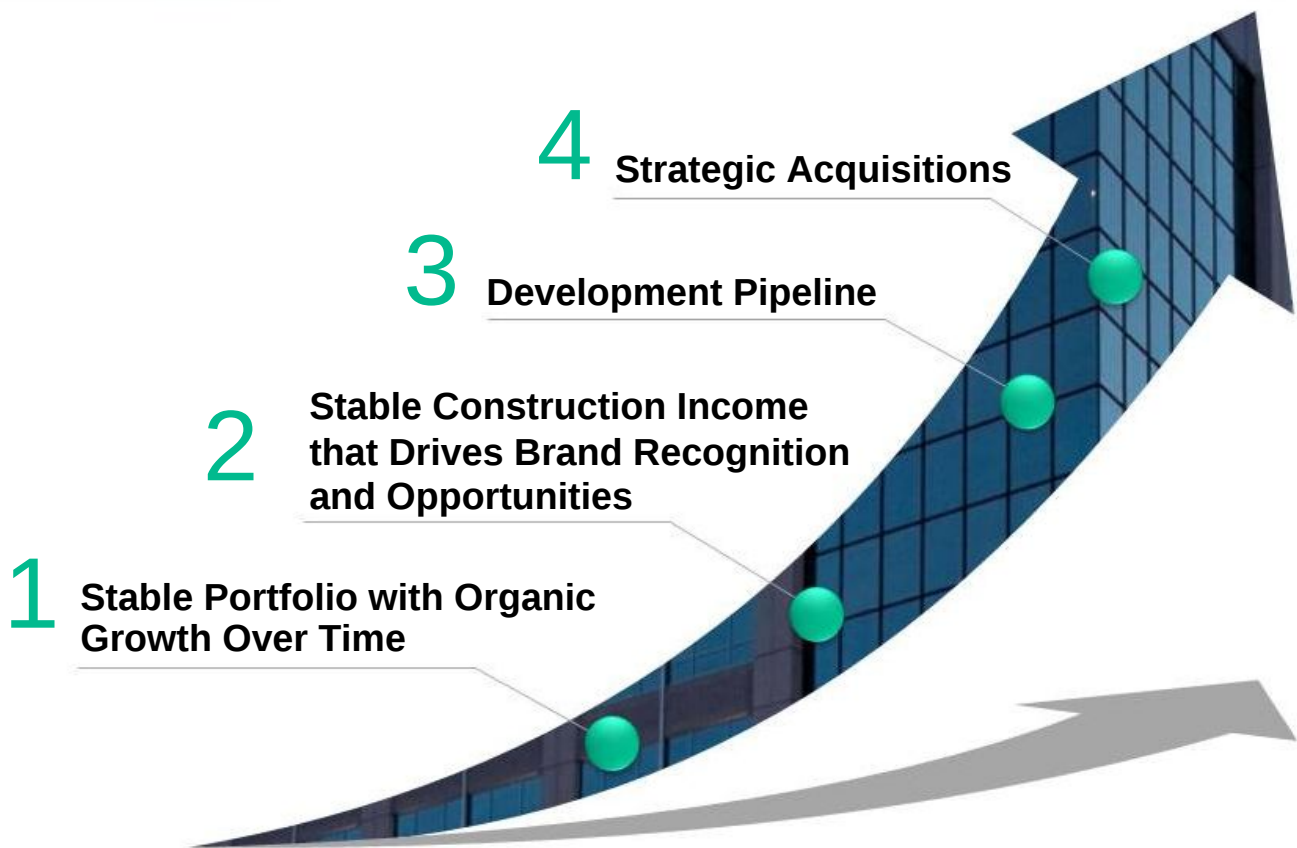 4
Strategic Acquisitions
3
Development Pipeline
2
Stable Construction Income
that Drives Brand Recognition
and Opportunities
1
Stable Portfolio with Organic
Growth Over Time